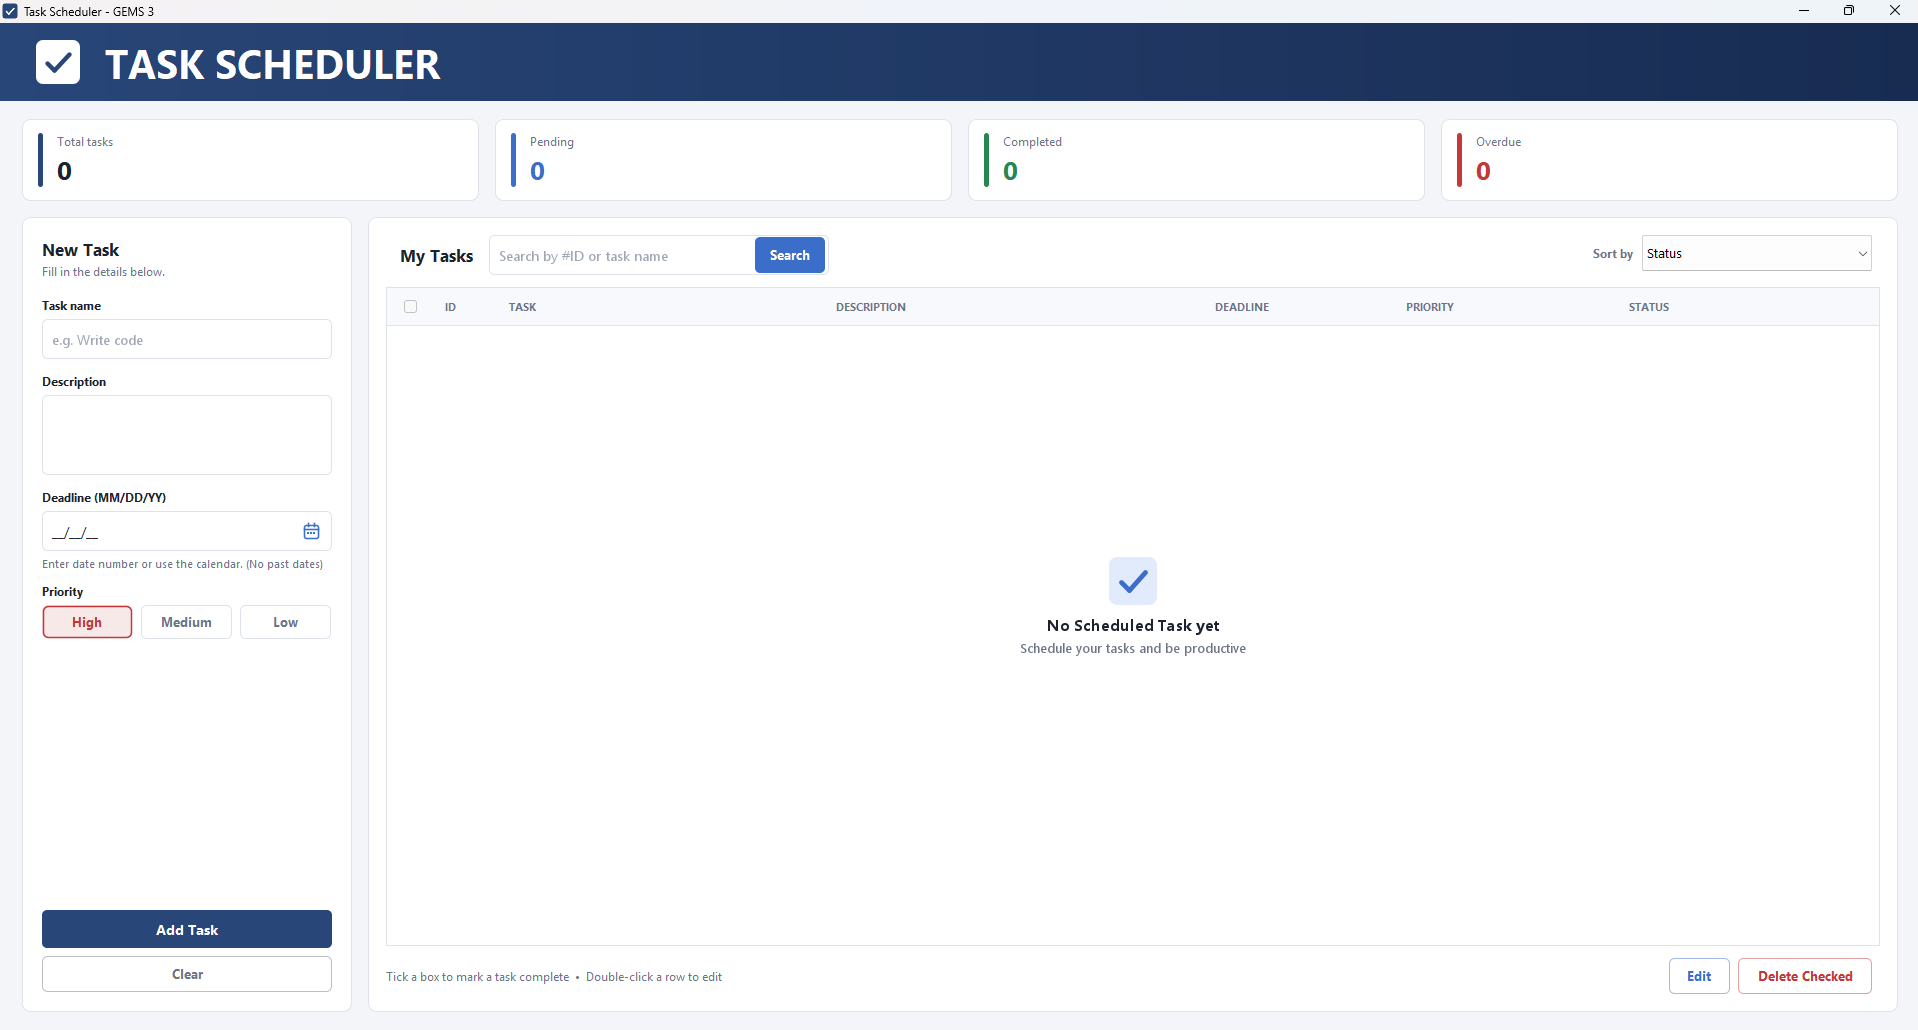 Task Scheduler - GEMS 3
TASK SCHEDULER
Total tasks
0
Pending
0
Completed
0
Overdue
0
New Task
Fill in the details below.
Task name
e.g. Write code
Description
Deadline (MM/DD/YY)
__/__/__
Enter date number or use the calendar. (No past dates)
Priority
High Medium Low
Add Task
Clear
My Tasks Search by #ID or task name Search Sort by Status
ID TASK DESCRIPTION DEADLINE PRIORITY STATUS
No Scheduled Task yet
Schedule your tasks and be productive
Tick a box to mark a task complete • Double-click a row to edit Edit Delete Checked